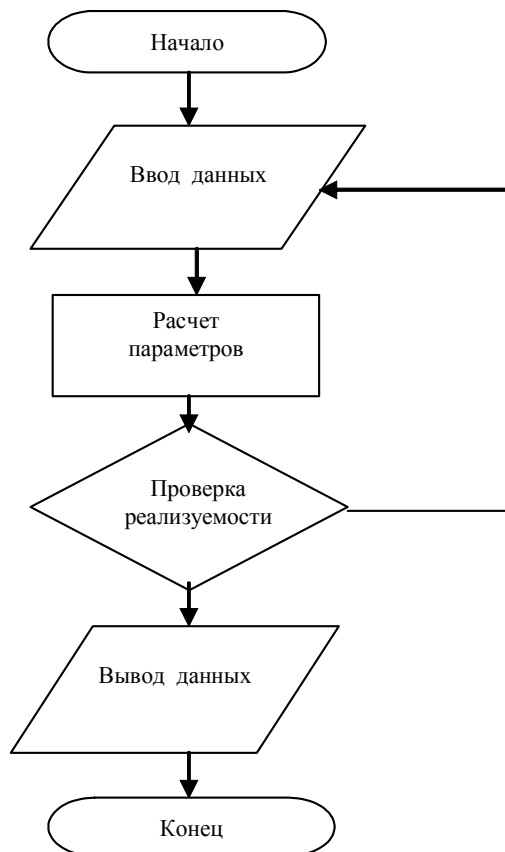 Начало
Ввод данных
Расчет
параметров
Проверка
реализуемости
Вывод данных
Конец